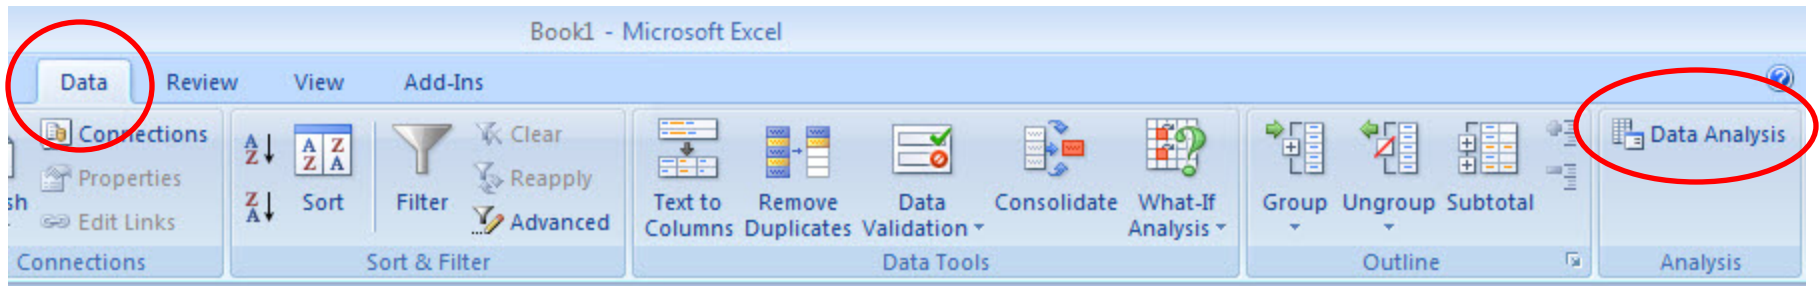 Book1 - Microsoft Excel
Data Review View Add-Ins
Connections
Properties
Edit Links
sh
Connections
A
Z
Z
A
A Z
Z A
Sort
Filter
Clear
Reapply
Advanced
Sort & Filter
Text to
Columns
Remove
Duplicates
Data
Validation
Consolidate
What-If
Analysis
Data Tools
Group
Ungroup
Subtotal
Outline
Data Analysis
Analysis